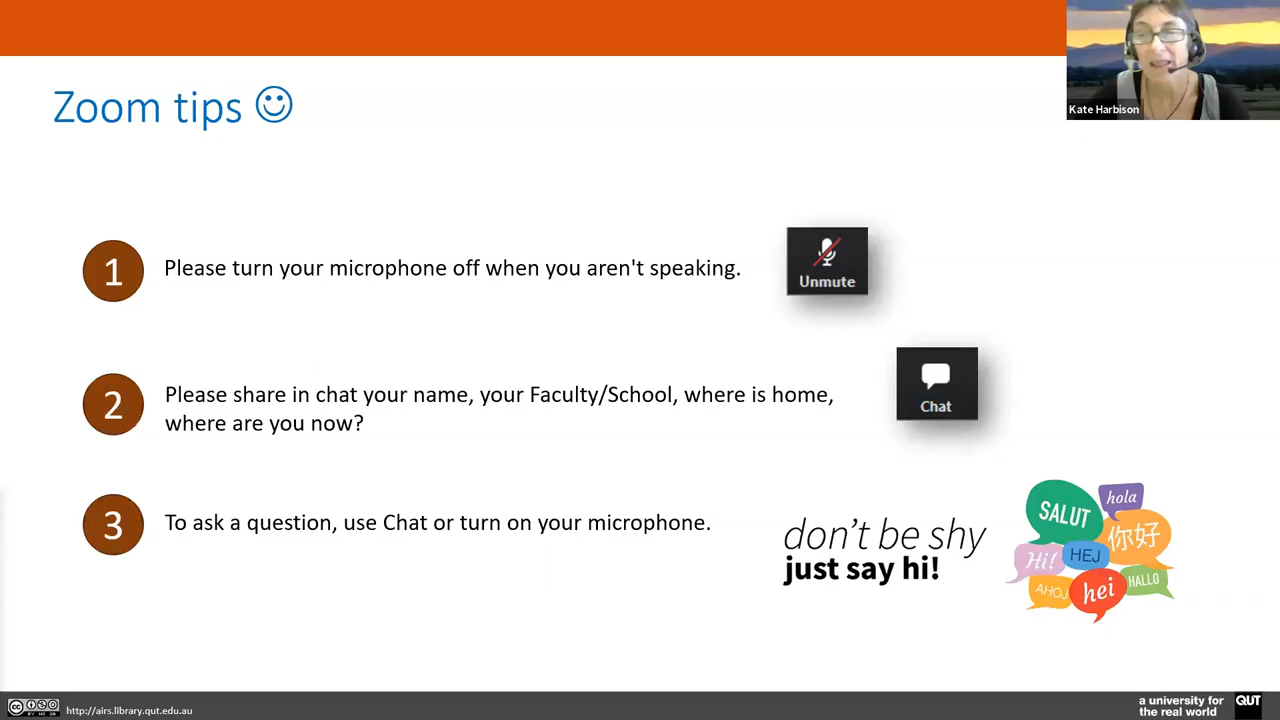 Kate Harbison
Zoom tips
1
Please turn your microphone off when you aren't speaking.
Unmute
2
Please share in chat your name, your Faculty/School, where is home,
where are you now?
Chat
3
To ask a question, use Chat or turn on your microphone.
don't be shy
just say hi!
SALUT
hola
你好
Hi!
HEJ
AHOJ
hei
HALLO
http://airs.library.qut.edu.au
a university for
the real world
QUT